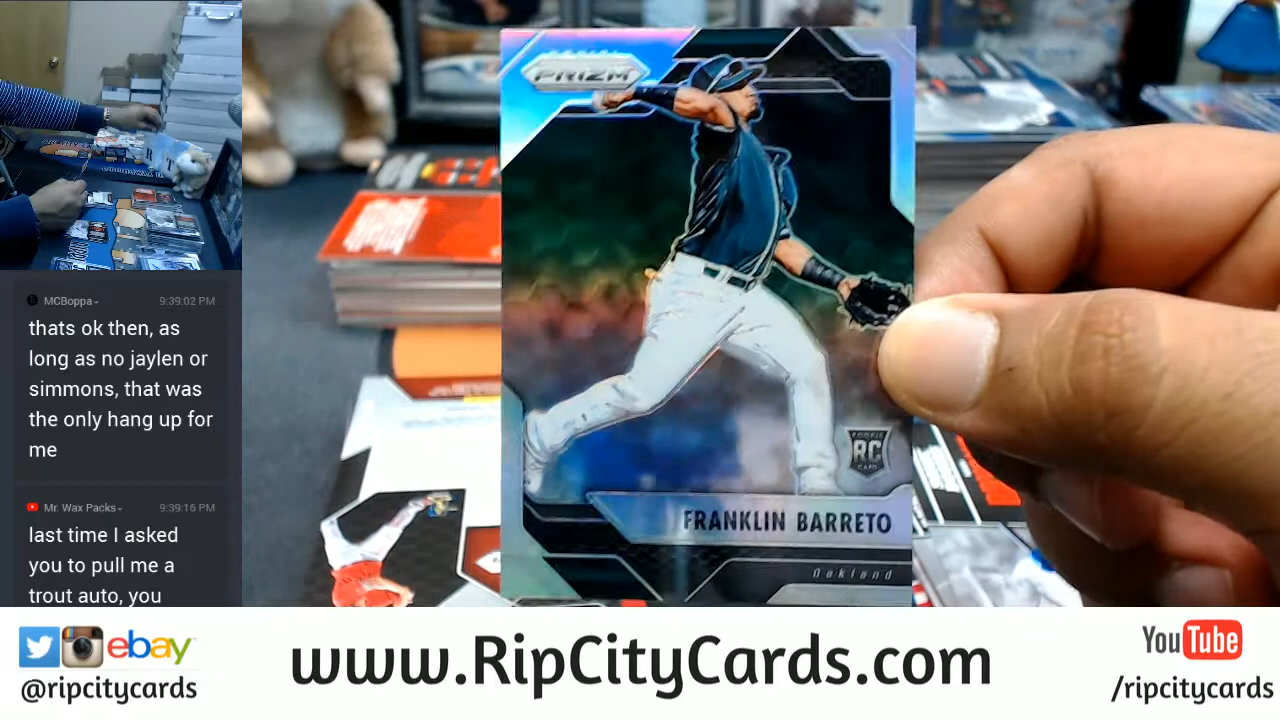 MCBoppa
9:39:02 PM
thats ok then, as
long as no jaylen or
simmons, that was
the only hang up for
me
Mr. Wax Packs
9:39:16 PM
last time I asked
you to pull me a
trout auto, you
PRIZM
ROOKIE
RC
CARD
FRANKLIN BARRETO
Oakland
ebay
@ripcitycards
www.RipCityCards.com
YouTube
/ripcitycards